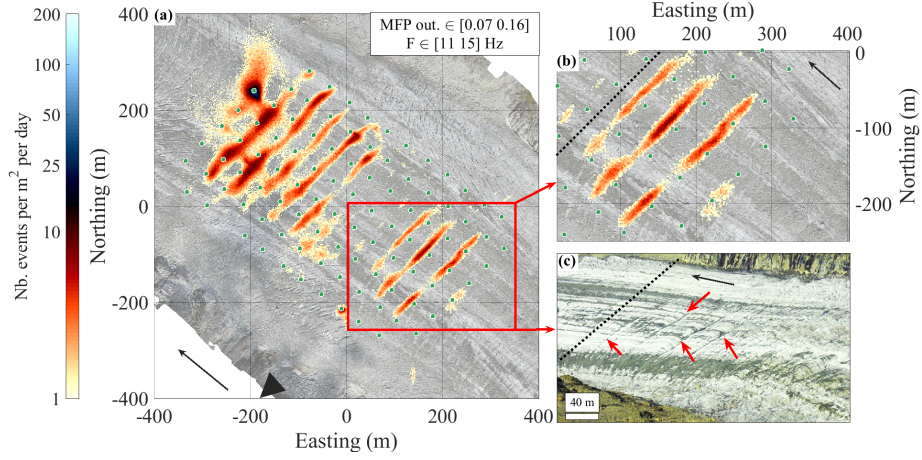 200
100
50
25
10
1
Nb. events per m² per day
400
200
0
-200
-400
Northing (m)
(a)
MFP out. ∈ [0.07 0.16]
F ∈ [11 15] Hz
-400
-200
0
200
400
Easting (m)
Easting (m)
100
200
300
400
(b)
0
-100
-200
Northing (m)
(c)
40 m